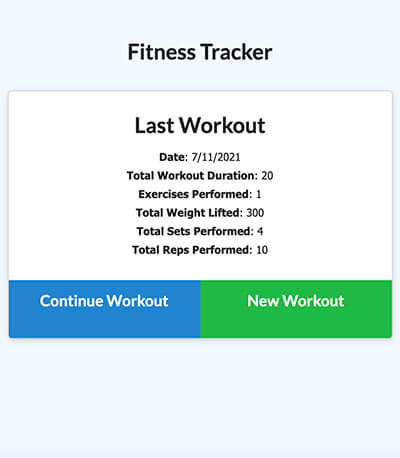 Fitness Tracker
Last Workout
Date: 7/11/2021
Total Workout Duration: 20
Exercises Performed: 1
Total Weight Lifted: 300
Total Sets Performed: 4
Total Reps Performed: 10
Continue Workout
New Workout